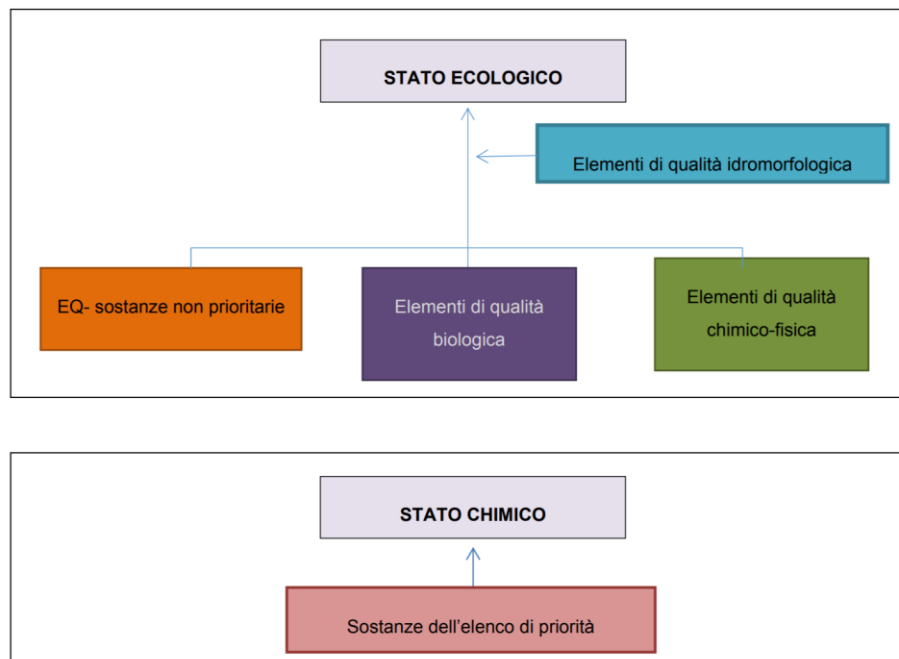 STATO ECOLOGICO
Elementi di qualità idromorfologica
EQ- sostanze non prioritarie
Elementi di qualità
biologica
Elementi di qualità
chimico-fisica
STATO CHIMICO
Sostanze dell'elenco di priorità